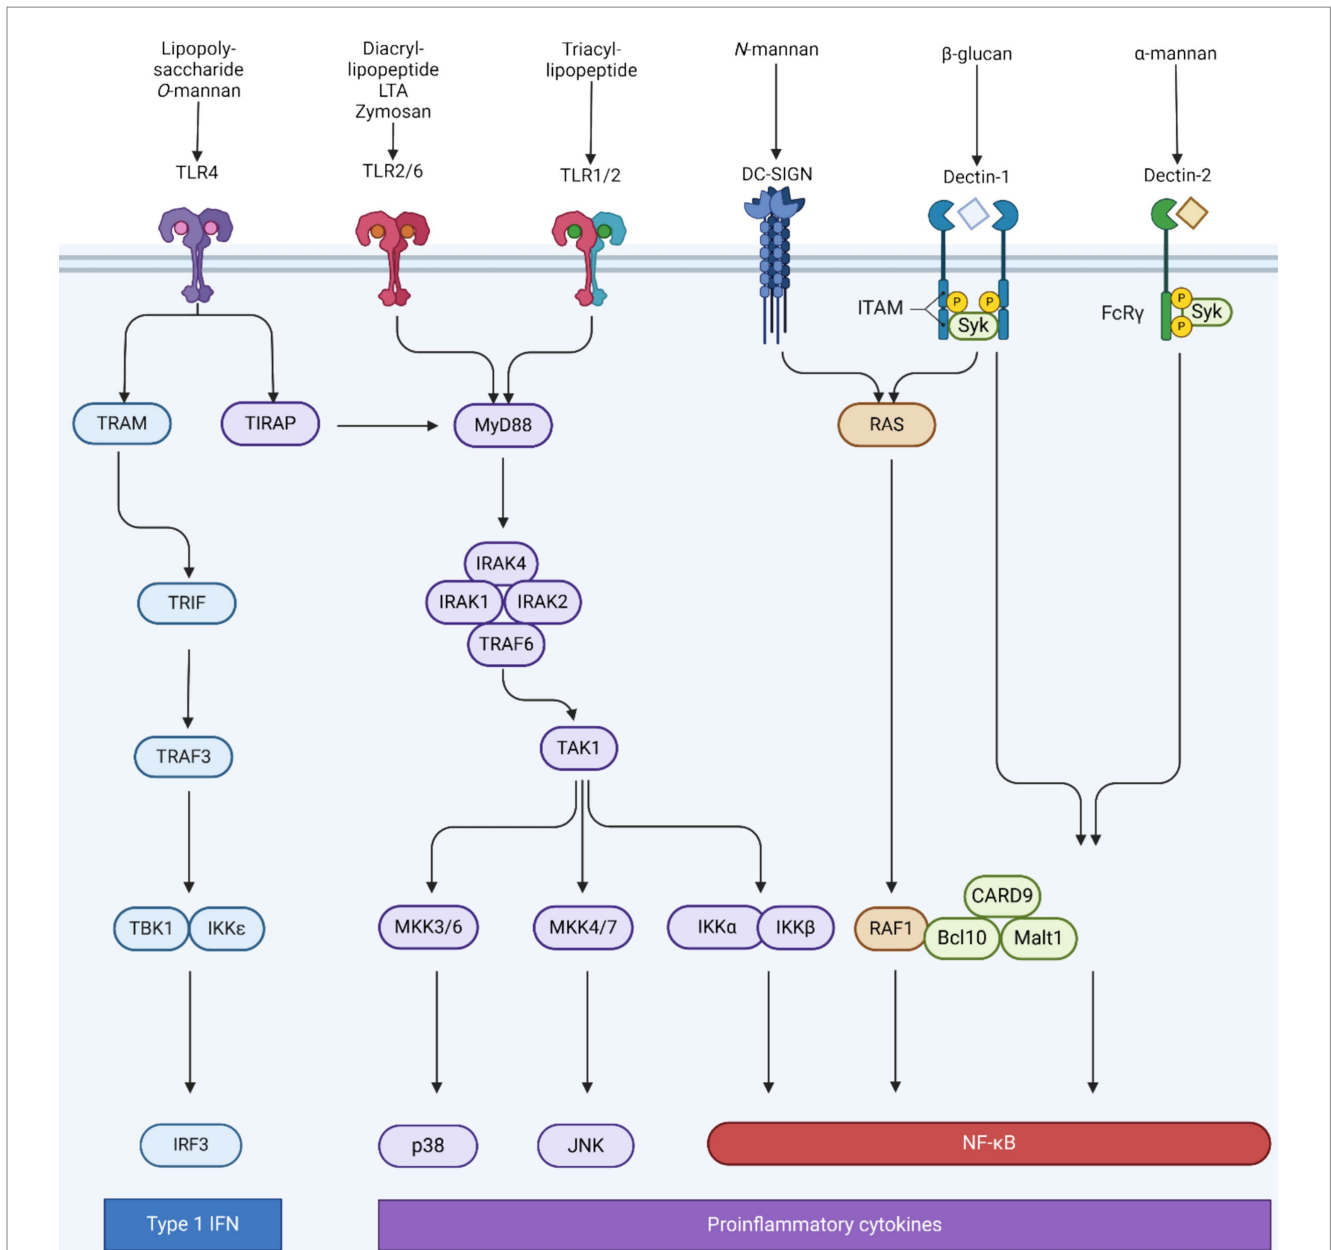 Lipopoly-
saccharide
O-mannan
Diacryl-
lipopeptide
LTA
Zymosan
Triacyl-
lipopeptide
N-mannan
β-glucan
α-mannan
TLR4
TLR2/6
TLR1/2
DC-SIGN
Dectin-1
Dectin-2
ITAM
P
P
Syk
FcRγ
P
Syk
P
TRAM
TIRAP
MyD88
RAS
IRAK4
IRAK1
IRAK2
TRAF6
TRIF
TRAF3
TAK1
TBK1
IKKε
MKK3/6
MKK4/7
IKKα
IKKβ
RAF1
CARD9
Bcl10
Malt1
IRF3
p38
JNK
NF-κB
Type 1 IFN
Proinflammatory cytokines